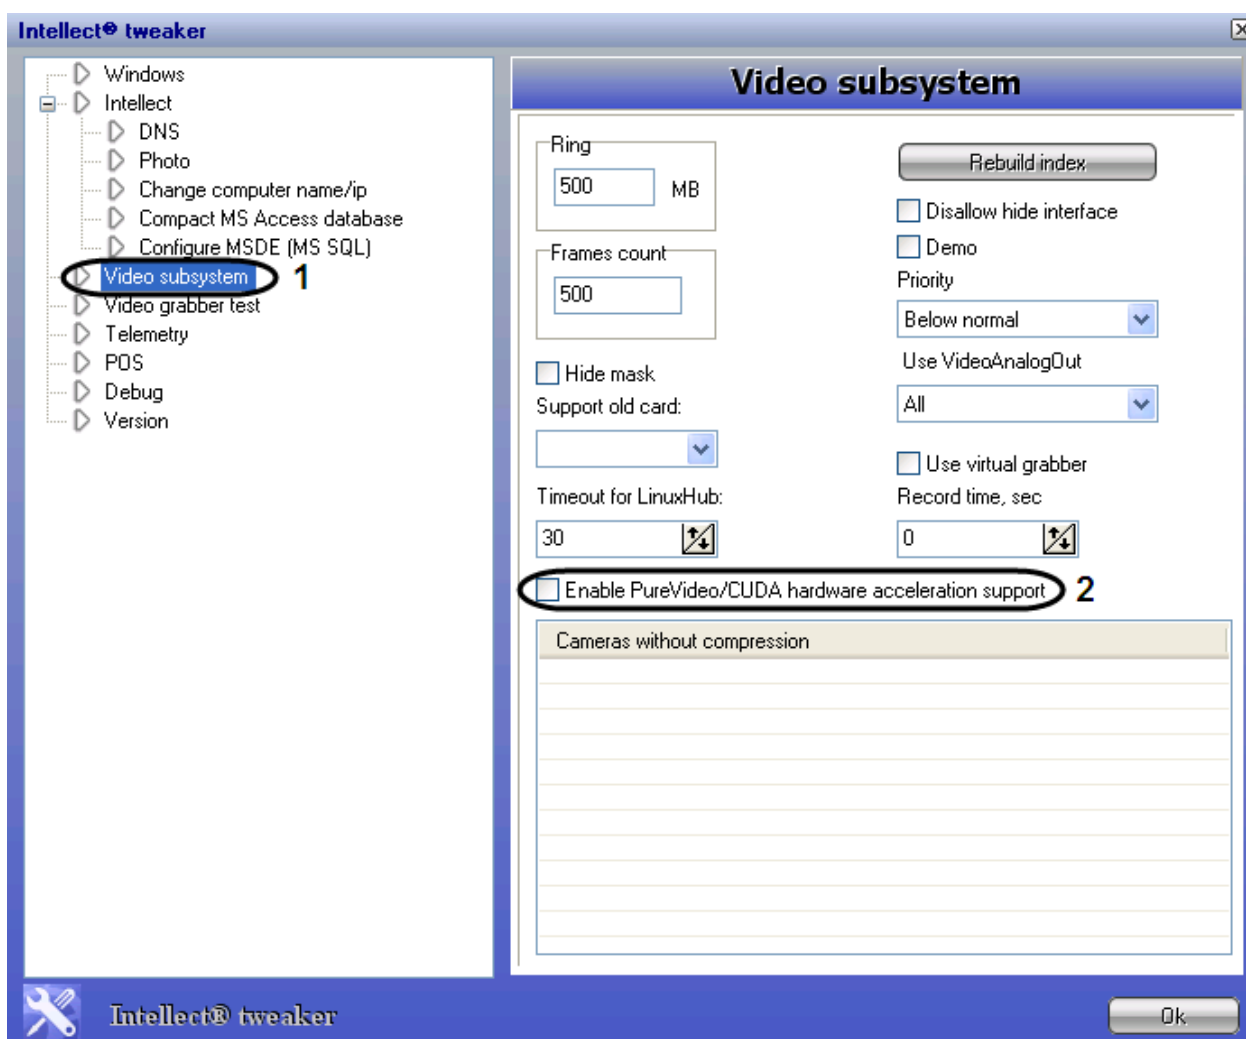 Intellect® tweaker
Windows
Intellect
DNS
Photo
Change computer name/ip
Compact MS Access database
Configure MSDE (MS SQL)
Video subsystem 1
Video grabber test
Telemetry
POS
Debug
Version
Video subsystem
Ring
500 MB
Frames count
500
Hide mask
Support old card:
Timeout for LinuxHub:
30
Rebuild index
Disallow hide interface
Demo
Priority
Below normal
Use VideoAnalogOut
All
Use virtual grabber
Record time, sec
0
Enable PureVideo/CUDA hardware acceleration support 2
Cameras without compression
Intellect® tweaker
Ok